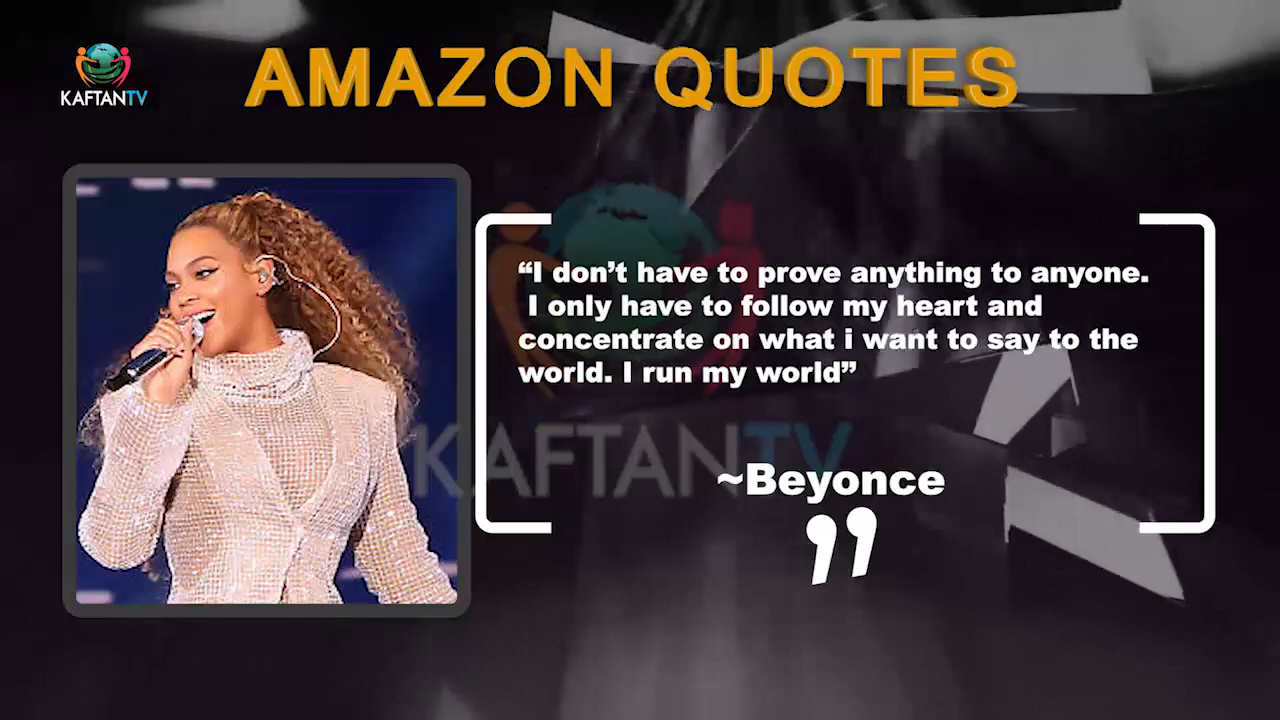 KAFTANTV
AMAZON QUOTES
“I don’t have to prove anything to anyone.
I only have to follow my heart and
concentrate on what i want to say to the
world. I run my world”
KAFTANTV
~Beyonce
”